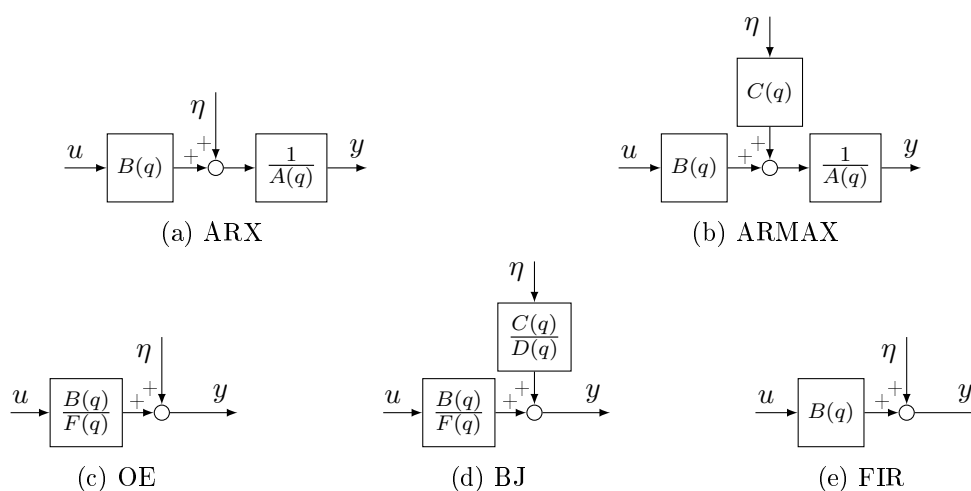 η
C(q)
η
u B(q) + + 1/A(q) y
u B(q) + + 1/A(q) y
(a) ARX
(b) ARMAX
η
C(q)/D(q)
η
η
u B(q)/F(q) + + y
u B(q)/F(q) + + y
u B(q) + + y
(c) OE
(d) BJ
(e) FIR